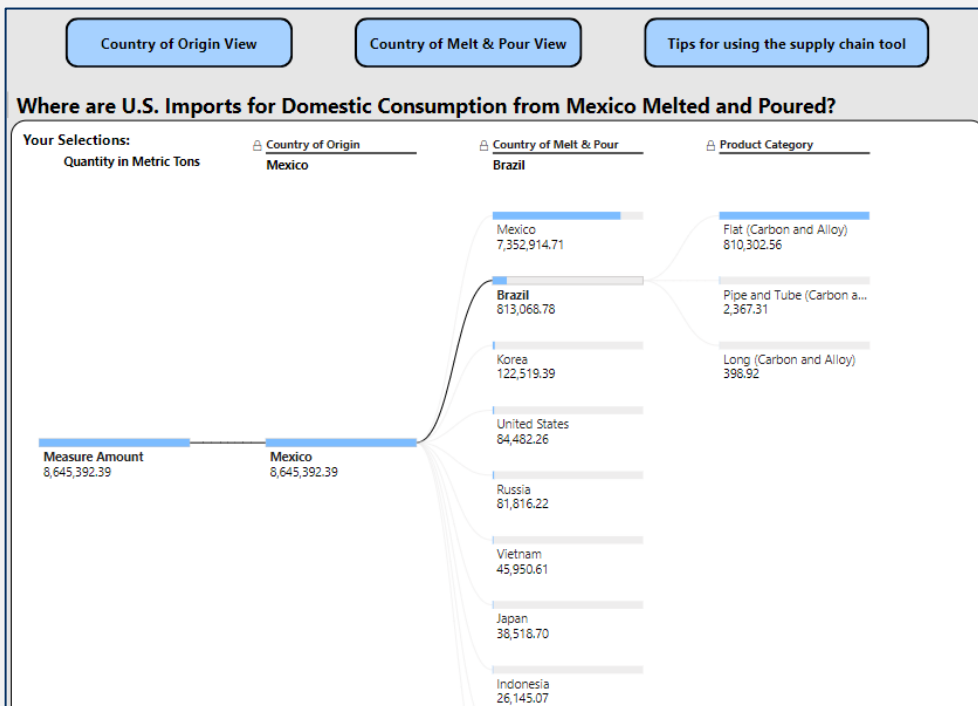 Country of Origin View
Country of Melt & Pour View
Tips for using the supply chain tool
Where are U.S. Imports for Domestic Consumption from Mexico Melted and Poured?
Your Selections:
Quantity in Metric Tons
Country of Origin
Mexico
Country of Melt & Pour
Brazil
Product Category
Measure Amount
8,645,392.39
Mexico
8,645,392.39
Mexico
7,352,914.71
Brazil
813,068.78
Korea
122,519.39
United States
84,482.26
Russia
81,816.22
Vietnam
45,950.61
Japan
38,518.70
Indonesia
26,145.07
Flat (Carbon and Alloy)
810,302.56
Pipe and Tube (Carbon a...
2,367.31
Long (Carbon and Alloy)
398.92